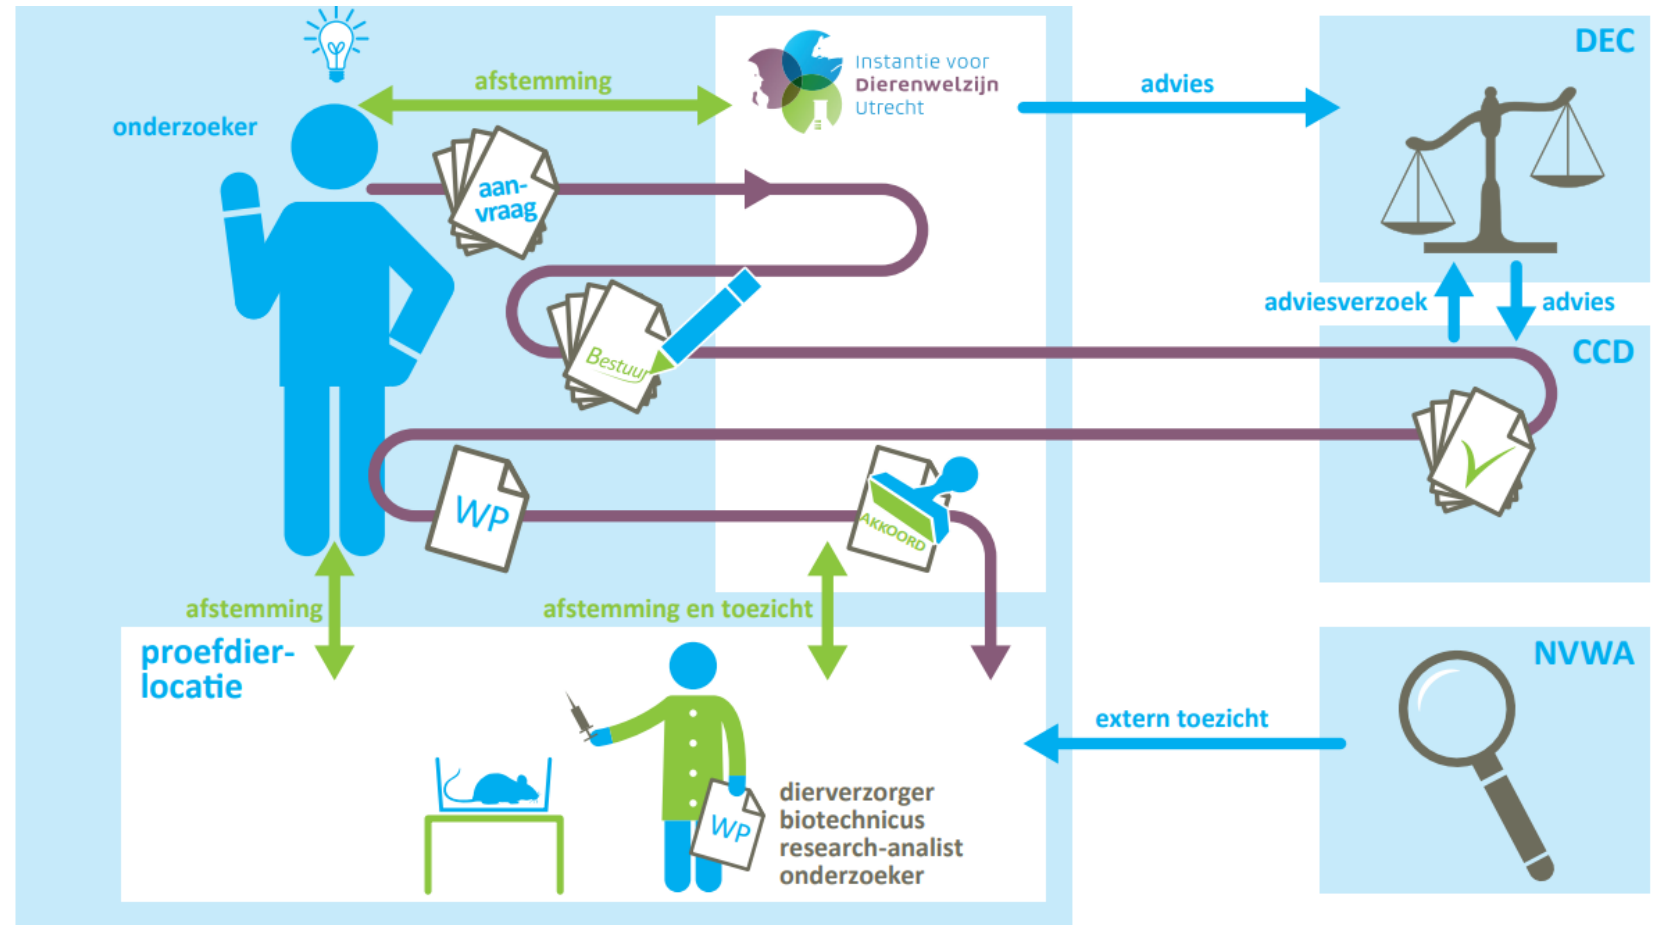 afstemming
Instantie voor
Dierenwelzijn
Utrecht
advies
DEC
onderzoeker
aan-
vraag
adviesverzoek
advies
Bestuur
CCD
WP
AKKOORD
afstemming
afstemming en toezicht
proefdier-
locatie
NVWA
extern toezicht
WP
dierverzorger
biotechnicus
research-analist
onderzoeker